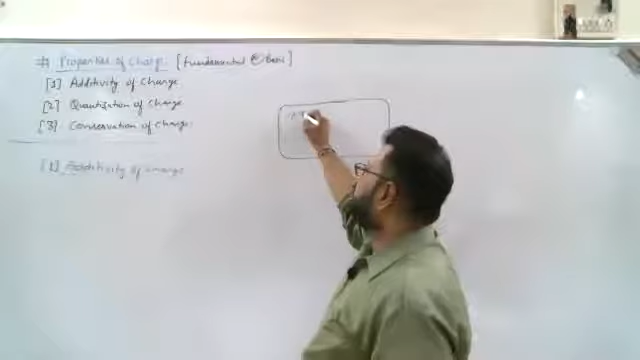 # Properties of Charge [Fundamental Basic]
[1] Additivity of Charge
[2] Quantisation of Charge
[3] Conservation of Charge
[1] Additivity of Charge